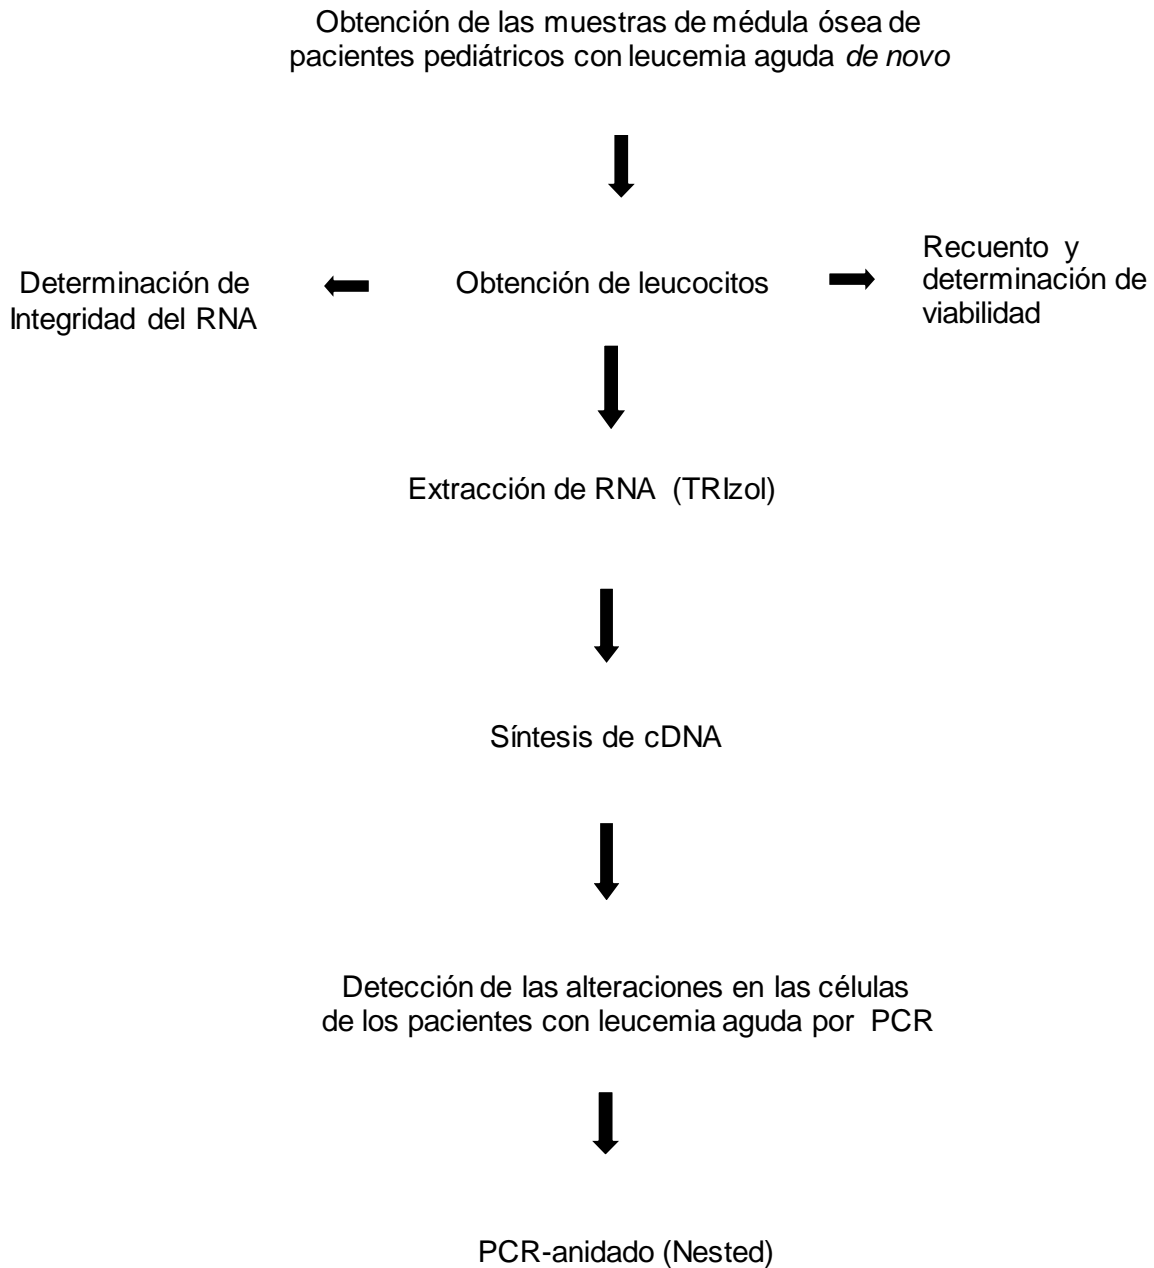 Obtención de las muestras de médula ósea de
pacientes pediátricos con leucemia aguda de novo
Determinación de
Integridad del RNA
Obtención de leucocitos
Recuento y
determinación de
viabilidad
Extracción de RNA (TRIzol)
Síntesis de cDNA
Detección de las alteraciones en las células
de los pacientes con leucemia aguda por PCR
PCR-anidado (Nested)